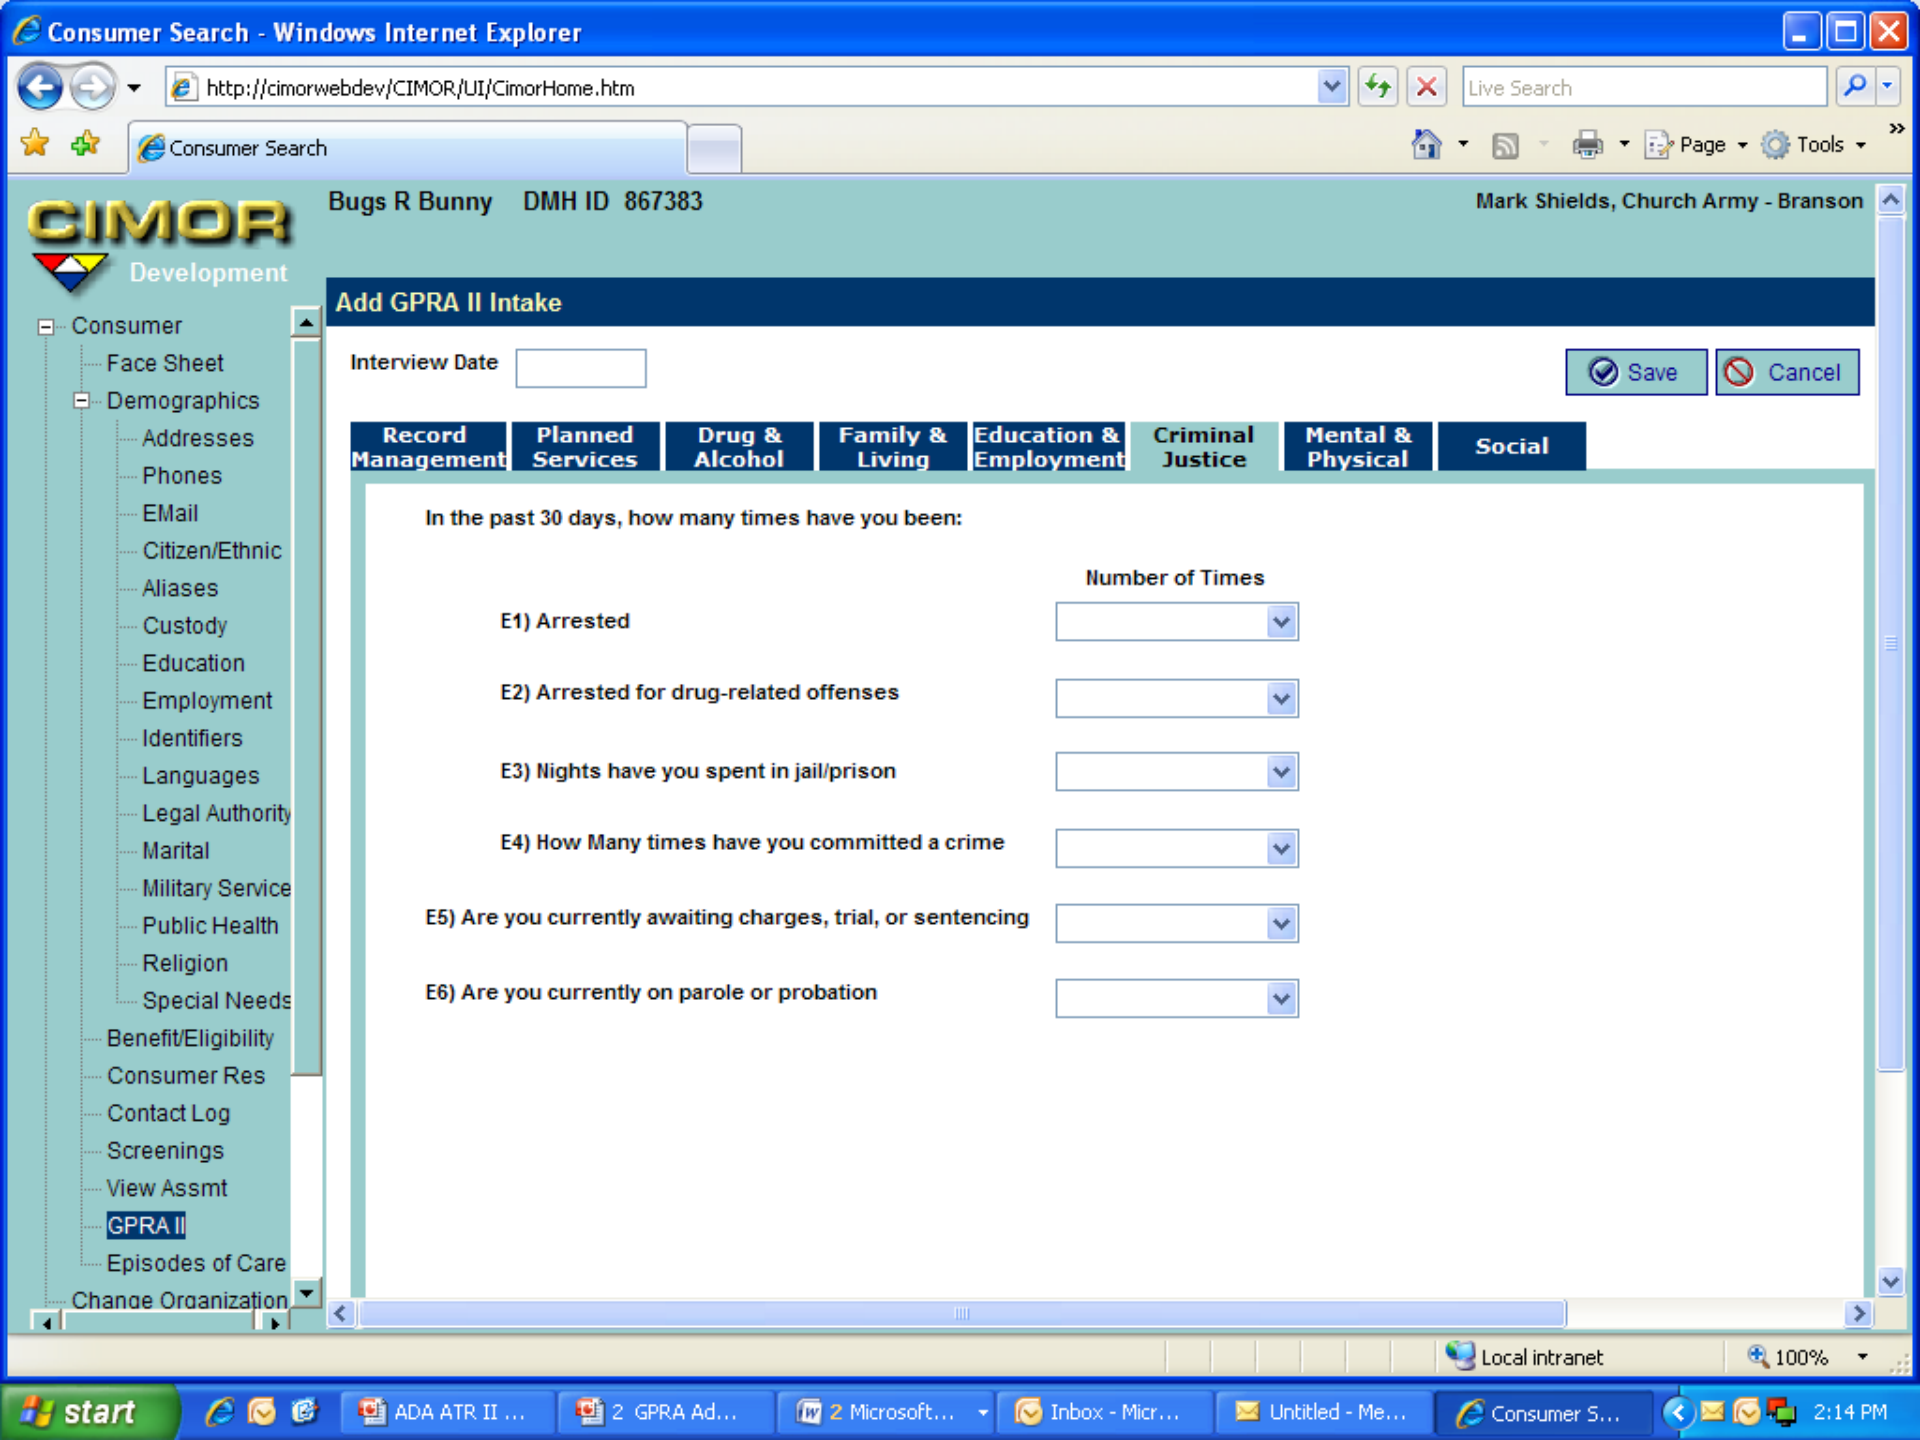 Consumer Search - Windows Internet Explorer
http://cimorwebdev/CIMOR/UI/CimorHome.htm
Live Search
Consumer Search
Page
Tools
CIMOR
Development
Bugs R Bunny DMH ID 867383
Mark Shields, Church Army - Branson
Consumer
Face Sheet
Demographics
Addresses
Phones
EMail
Citizen/Ethnic
Aliases
Custody
Education
Employment
Identifiers
Languages
Legal Authority
Marital
Military Service
Public Health
Religion
Special Needs
Benefit/Eligibility
Consumer Res
Contact Log
Screenings
View Assmt
GPRA II
Episodes of Care
Change Organization
Add GPRA II Intake
Interview Date
Save
Cancel
Record Management
Planned Services
Drug & Alcohol
Family & Living
Education & Employment
Criminal Justice
Mental & Physical
Social
In the past 30 days, how many times have you been:
Number of Times
E1) Arrested
E2) Arrested for drug-related offenses
E3) Nights have you spent in jail/prison
E4) How Many times have you committed a crime
E5) Are you currently awaiting charges, trial, or sentencing
E6) Are you currently on parole or probation
Local intranet
100%
start
ADA ATR II ...
2 GPRA Ad...
2 Microsoft...
Inbox - Micr...
Untitled - Me...
Consumer S...
2:14 PM